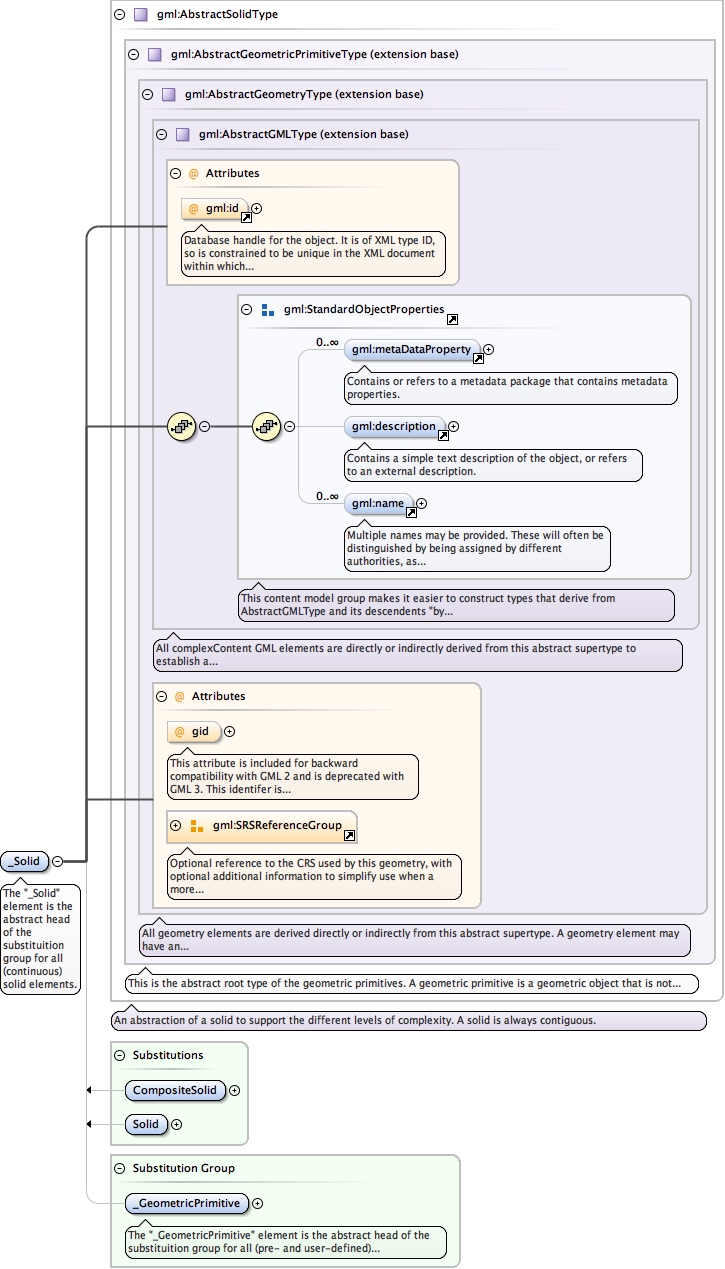 gml:AbstractSolidType
gml:AbstractGeometricPrimitiveType (extension base)
gml:AbstractGeometryType (extension base)
gml:AbstractGMLType (extension base)
@ Attributes
@ gml:id
Database handle for the object. It is of XML type ID,
so is constrained to be unique in the XML document
within which...
gml:StandardObjectProperties
0..∞
gml:metaDataProperty
Contains or refers to a metadata package that contains metadata
properties.
gml:description
Contains a simple text description of the object, or refers
to an external description.
0..∞
gml:name
Multiple names may be provided. These will often be
distinguished by being assigned by different
authorities, as...
This content model group makes it easier to construct types that derive from
AbstractGMLType and its descendents "by...
All complexContent GML elements are directly or indirectly derived from this abstract supertype to
establish a...
@ Attributes
@ gid
This attribute is included for backward
compatibility with GML 2 and is deprecated with
GML 3. This identifer is...
gml:SRSReferenceGroup
Optional reference to the CRS used by this geometry, with
optional additional information to simplify use when a
more...
_Solid
The "_Solid"
element is the
abstract head
of the
substituition
group for all
(continuous)
solid elements.
All geometry elements are derived directly or indirectly from this abstract supertype. A geometry element may
have an...
This is the abstract root type of the geometric primitives. A geometric primitive is a geometric object that is not...
An abstraction of a solid to support the different levels of complexity. A solid is always contiguous.
Substitutions
CompositeSolid
Solid
Substitution Group
_GeometricPrimitive
The "_GeometricPrimitive" element is the abstract head of the
substituition group for all (pre- and user-defined)...